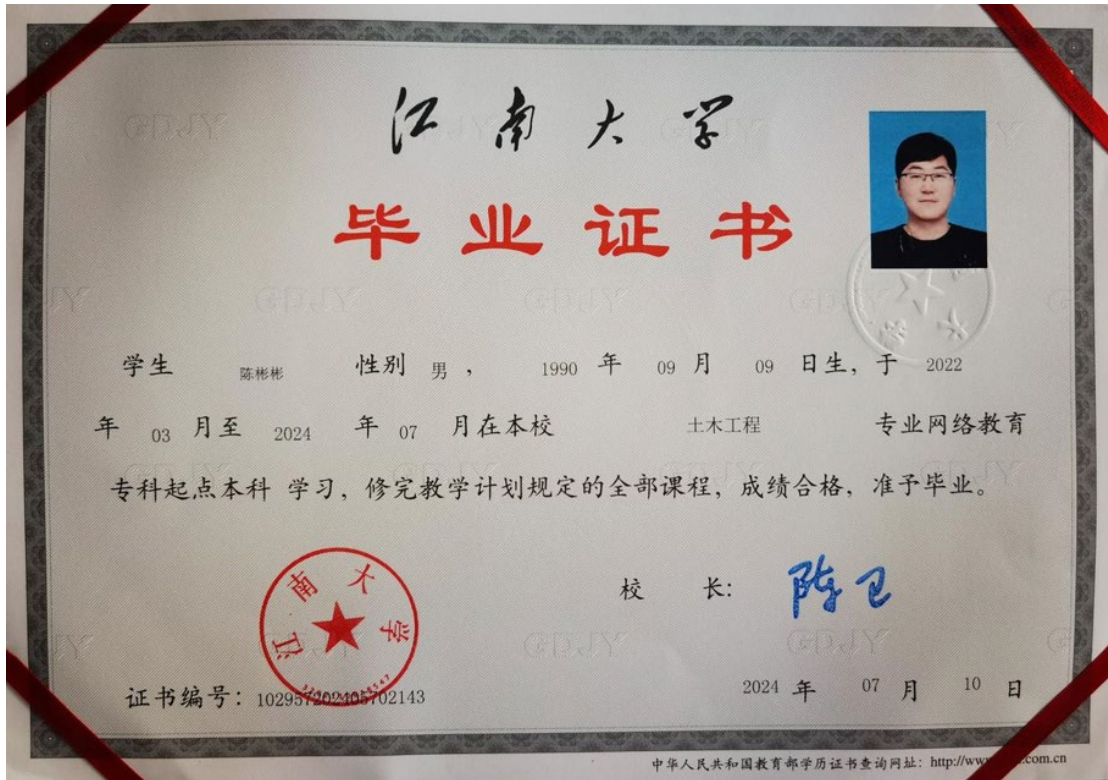 江南大学
毕业证书
学生 陈彬彬 性别 男, 1990 年 09 月 09 日生, 于 2022
年 03 月至 2024 年 07 月在本校 土木工程 专业网络教育
专科起点本科 学习, 修完教学计划规定的全部课程, 成绩合格, 准予毕业。
校 长: 陈卫
江南大学
证书编号: 102957202405702143
2024 年 07 月 10 日
中华人民共和国教育部学历证书查询网址: http://www .com.cn
GDJY